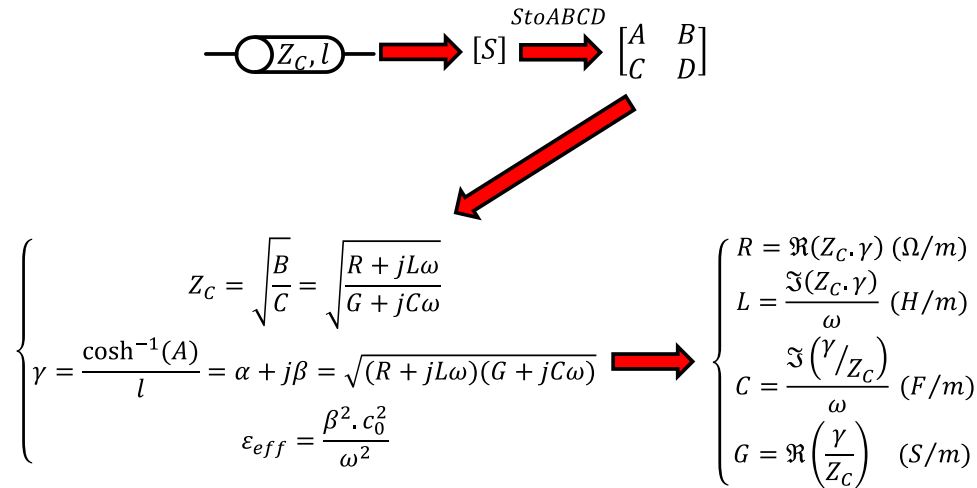 StoABCD
Z_C, l [S] [A B
C D]
Z_C = √(B/C) = √((R + jLω)/(G + jCω))
γ = cosh⁻¹(A)/l = α + jβ = √((R + jLω)(G + jCω))
ε_eff = β².c₀²/ω²
R = ℜ(Z_C.γ) (Ω/m)
L = ℑ(Z_C.γ)/ω (H/m)
C = ℑ(γ/Z_C)/ω (F/m)
G = ℜ(γ/Z_C) (S/m)